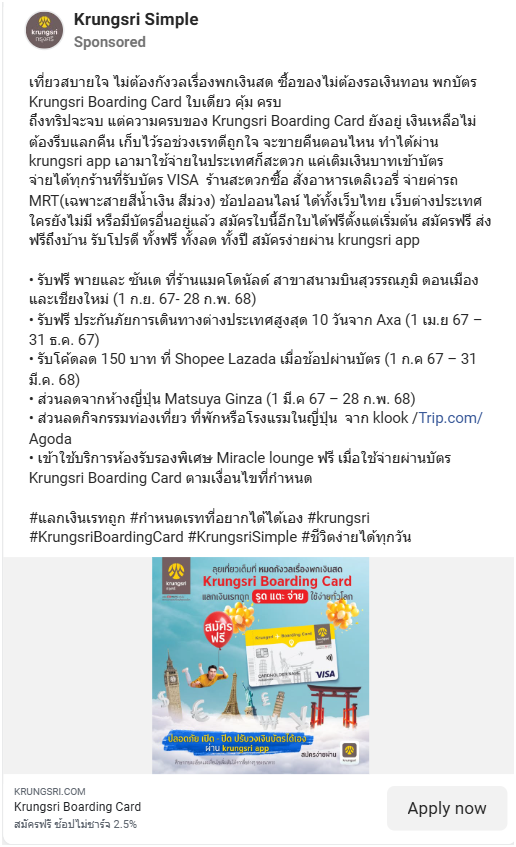 Krungsri Simple
Sponsored
krungsri
กรุงศรี
เที่ยวสบายใจ ไม่ต้องกังวลเรื่องพกเงินสด ซื้อของไม่ต้องรอเงินทอน พกบัตร
Krungsri Boarding Card ใบเดียว คุ้ม ครบ
ถึงทริปจะจบ แต่ความครบของ Krungsri Boarding Card ยังอยู่ เงินเหลือไม่
ต้องรีบแลกคืน เก็บไว้รอช่วงเรทดีถูกใจ จะขายคืนตอนไหน ทำได้ผ่าน
krungsri app เอามาใช้จ่ายในประเทศก็สะดวก แค่เติมเงินบาทเข้าบัตร
จ่ายได้ทุกร้านที่รับบัตร VISA ร้านสะดวกซื้อ สั่งอาหารเดลิเวอรี่ จ่ายค่ารถ
MRT(เฉพาะสายสีน้ำเงิน สีม่วง) ช้อปออนไลน์ ได้ทั้งเว็บไทย เว็บต่างประเทศ
ใครยังไม่มี หรือมีบัตรอื่นอยู่แล้ว สมัครใบนี้อีกใบได้ฟรีตั้งแต่เริ่มต้น สมัครฟรี ส่ง
ฟรีถึงบ้าน รับโปรดี ทั้งฟรี ทั้งลด ทั้งปี สมัครง่ายผ่าน krungsri app
• รับฟรี พายและ ซันเด ที่ร้านแมคโดนัลด์ สาขาสนามบินสุวรรณภูมิ ดอนเมือง
และเชียงใหม่ (1 ก.ย. 67- 28 ก.พ. 68)
• รับฟรี ประกันภัยการเดินทางต่างประเทศสูงสุด 10 วันจาก Axa (1 เม.ย 67 –
31 ธ.ค. 67)
• รับโค้ดลด 150 บาท ที่ Shopee Lazada เมื่อช้อปผ่านบัตร (1 ก.ค 67 – 31
มี.ค. 68)
• ส่วนลดจากห้างญี่ปุ่น Matsuya Ginza (1 มี.ค 67 – 28 ก.พ. 68)
• ส่วนลดกิจกรรมท่องเที่ยว ที่พักหรือโรงแรมในญี่ปุ่น จาก klook /Trip.com/
Agoda
• เข้าใช้บริการห้องรับรองพิเศษ Miracle lounge ฟรี เมื่อใช้จ่ายผ่านบัตร
Krungsri Boarding Card ตามเงื่อนไขที่กำหนด
#แลกเงินเรทถูก #กำหนดเรทที่อยากได้ได้เอง #krungsri
#KrungsriBoardingCard #KrungsriSimple #ชีวิตง่ายได้ทุกวัน
krungsri
กรุงศรี
ลุยเที่ยวเต็มที่ หมดกังวลเรื่องพกเงินสด
Krungsri Boarding Card
แลกเงินเรทถูก รูด แตะ จ่าย ใช้ง่ายทั่วโลก
สมัคร
ฟรี
Krungsri Boarding Card
CARDHOLDER NAME
VISA
ปลอดภัย เปิด - ปิด ปรับวงเงินบัตรได้เอง
ผ่าน krungsri app
สมัครง่ายผ่าน
krungsri
KRUNGSRI.COM
Krungsri Boarding Card
สมัครฟรี ช้อปไม่ชาร์จ 2.5%
Apply now